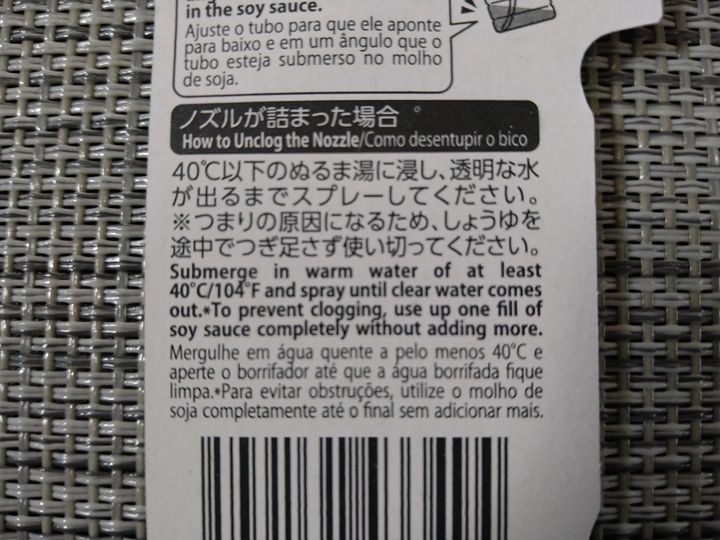 in the soy sauce.
Ajuste o tubo para que ele aponte
para baixo e em um ângulo que o
tubo esteja submerso no molho
de soja.
ノズルが詰まった場合
How to Unclog the Nozzle/Como desentupir o bico
40℃以下のぬるま湯に浸し、透明な水
が出るまでスプレーしてください。
※つまりの原因になるため、しょうゆを
途中でつぎ足さず使い切ってください。
Submerge in warm water of at least
40℃/104°F and spray until clear water comes
out.*To prevent clogging, use up one fill of
soy sauce completely without adding more.
Mergulhe em água quente a pelo menos 40℃ e
aperte o borrifador até que a água borrifada fique
limpa.*Para evitar obstruções, utilize o molho de
soja completamente até o final sem adicionar mais.